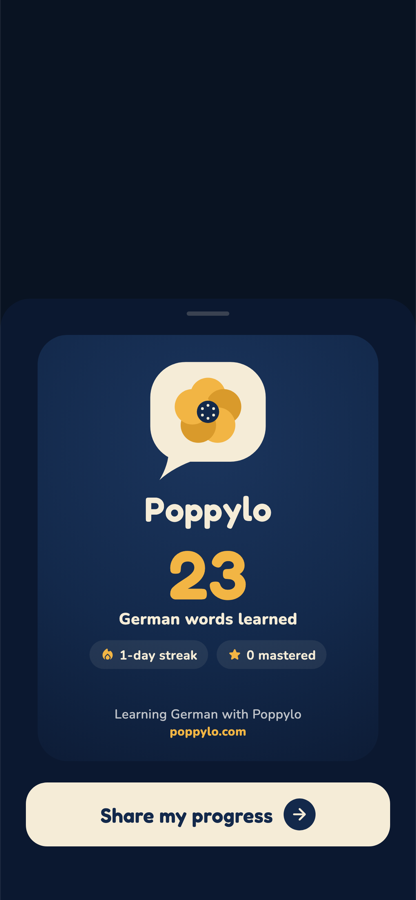 Poppylo
23
German words learned
1-day streak
0 mastered
Learning German with Poppylo
poppylo.com
Share my progress